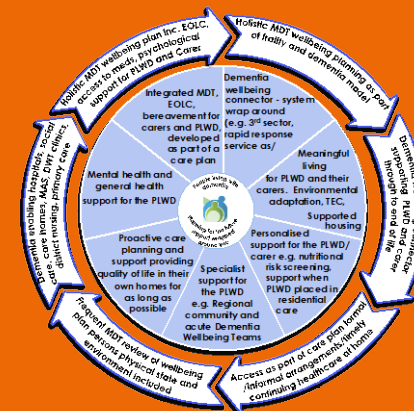 Holistic MDT wellbeing plan Inc. EOLC,
access to meds, psychological
support for PLWD and Carer
Holistic MDT wellbeing planning as part
of frailty and dementia model
Dementia
supporting PLWD and carer
through to end of life
Access as part of care plan formal
/informal arrangements/timely
continuing healthcare at home
Frequent MDT review of wellbeing
plan persons physical state and
environment included
Dementia enabling hospitals, social
care, care homes, MAS, DWT clinics,
district nursing, primary care
Integrated MDT,
EOLC,
bereavement for
carers and PLWD,
developed
as part of a
care plan
Dementia
wellbeing
connector - system
wrap around
(e.g. 3rd sector,
rapid response
service as/
Meaningful
living
for PLWD and their
carers. Environmental
adaptation, TEC,
Supported
housing
Personalised
support for the PLWD/
carer e.g. nutritional
risk screening,
support when
PLWD placed in
residential
care
Specialist
support for
the PLWD
e.g. Regional
community and
acute Dementia
Wellbeing Teams
Proactive care
planning and
support providing
quality of life in their
own homes for
as long as
possible
Mental health and
general health
support for the PLWD
People living with
dementia